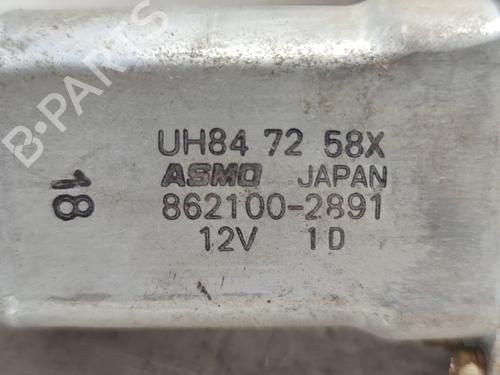 B-PARTS
UH84 72 58X
ASMO JAPAN
862100-2891
12V 1D
18